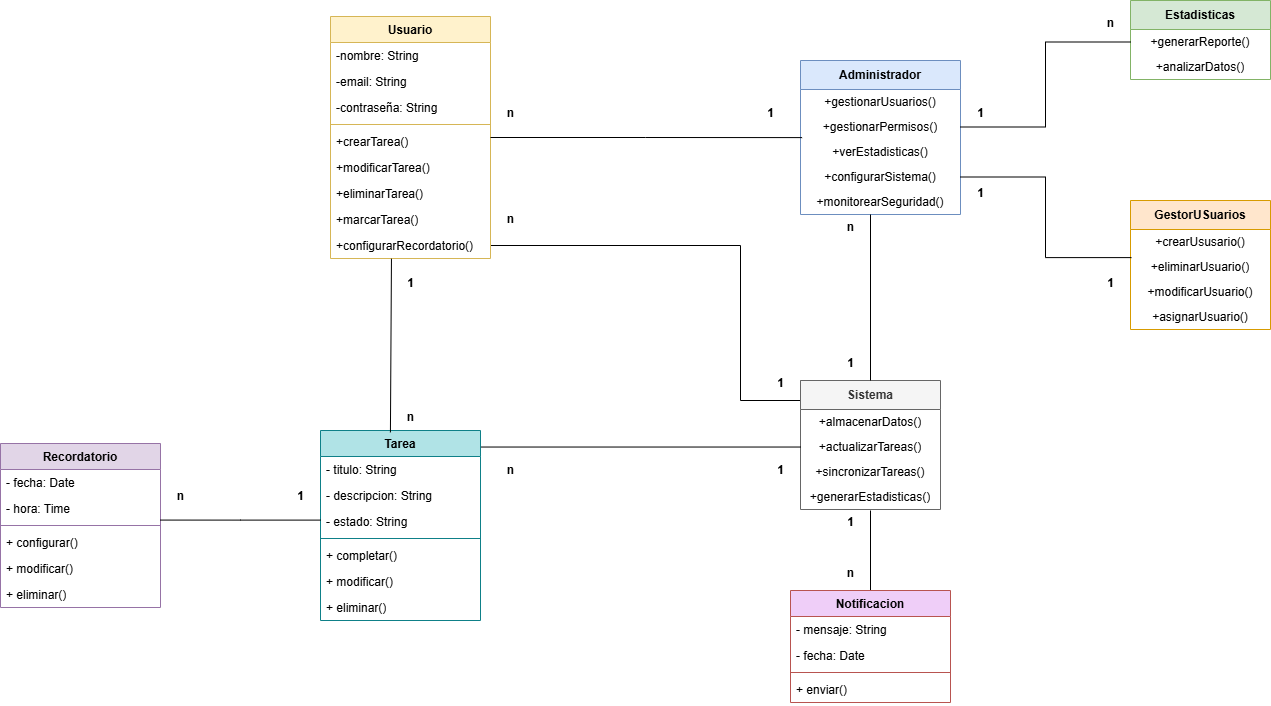 Usuario
-nombre: String
-email: String
-contraseña: String
+crearTarea()
+modificarTarea()
+eliminarTarea()
+marcarTarea()
+configurarRecordatorio()
n
1
n
1
Administrador
+gestionarUsuarios()
+gestionarPermisos()
+verEstadisticas()
+configurarSistema()
+monitorearSeguridad()
1
n
1
1
n
1
Estadisticas
+generarReporte()
+analizarDatos()
GestorUSuarios
+crearUsusario()
+eliminarUsuario()
+modificarUsuario()
+asignarUsuario()
Recordatorio
- fecha: Date
- hora: Time
+ configurar()
+ modificar()
+ eliminar()
n
1
n
Tarea
- titulo: String
- descripcion: String
- estado: String
+ completar()
+ modificar()
+ eliminar()
n
1
1
Sistema
+almacenarDatos()
+actualizarTareas()
+sincronizarTareas()
+generarEstadisticas()
1
n
Notificacion
- mensaje: String
- fecha: Date
+ enviar()